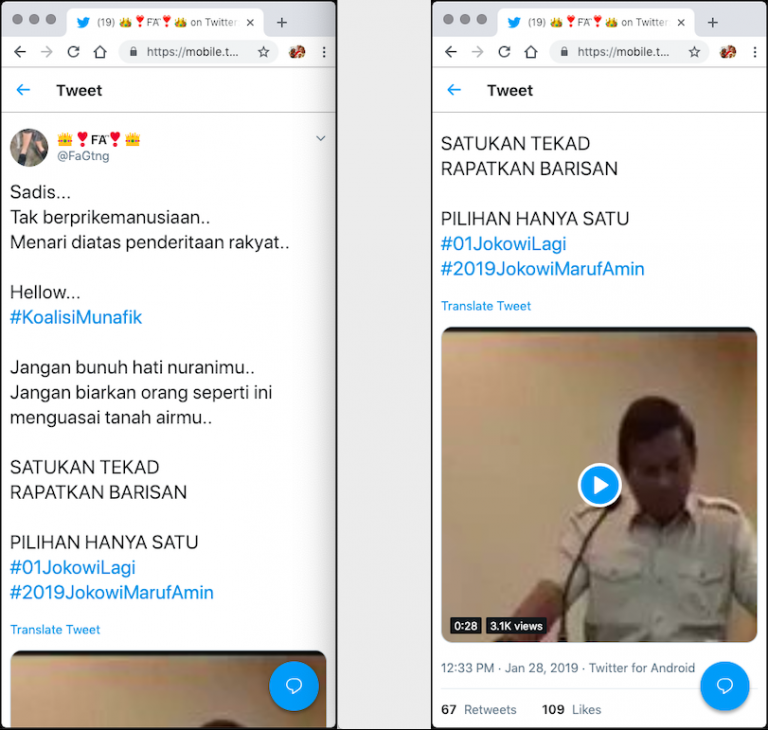 (19) 👑❣️FA❣️👑 on Twitter
https://mobile.t...
Tweet
👑❣️FA❣️👑
@FaGtng
Sadis...
Tak berprikemanusiaan..
Menari diatas penderitaan rakyat..
Hellow...
#KoalisiMunafik
Jangan bunuh hati nuranimu..
Jangan biarkan orang seperti ini
menguasai tanah airmu..
SATUKAN TEKAD
RAPATKAN BARISAN
PILIHAN HANYA SATU
#01JokowiLagi
#2019JokowiMarufAmin
Translate Tweet
(19) 👑❣️FA❣️👑 on Twitter
https://mobile.t...
Tweet
SATUKAN TEKAD
RAPATKAN BARISAN
PILIHAN HANYA SATU
#01JokowiLagi
#2019JokowiMarufAmin
Translate Tweet
0:28 3.1K views
12:33 PM · Jan 28, 2019 · Twitter for Android
67 Retweets 109 Likes